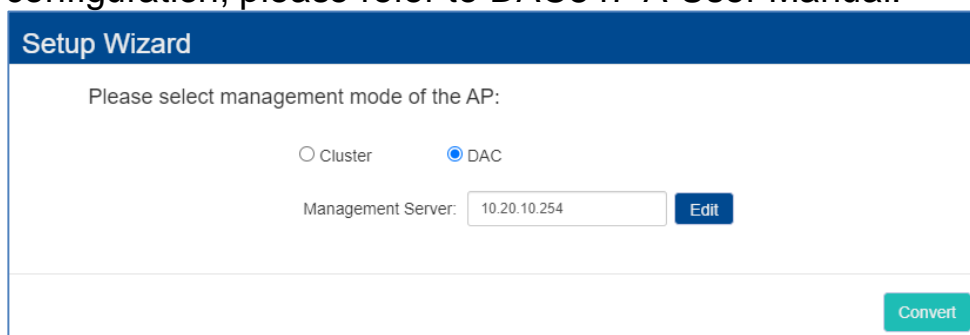 Setup Wizard
Please select management mode of the AP:
Cluster DAC
Management Server: 10.20.10.254 Edit
Convert